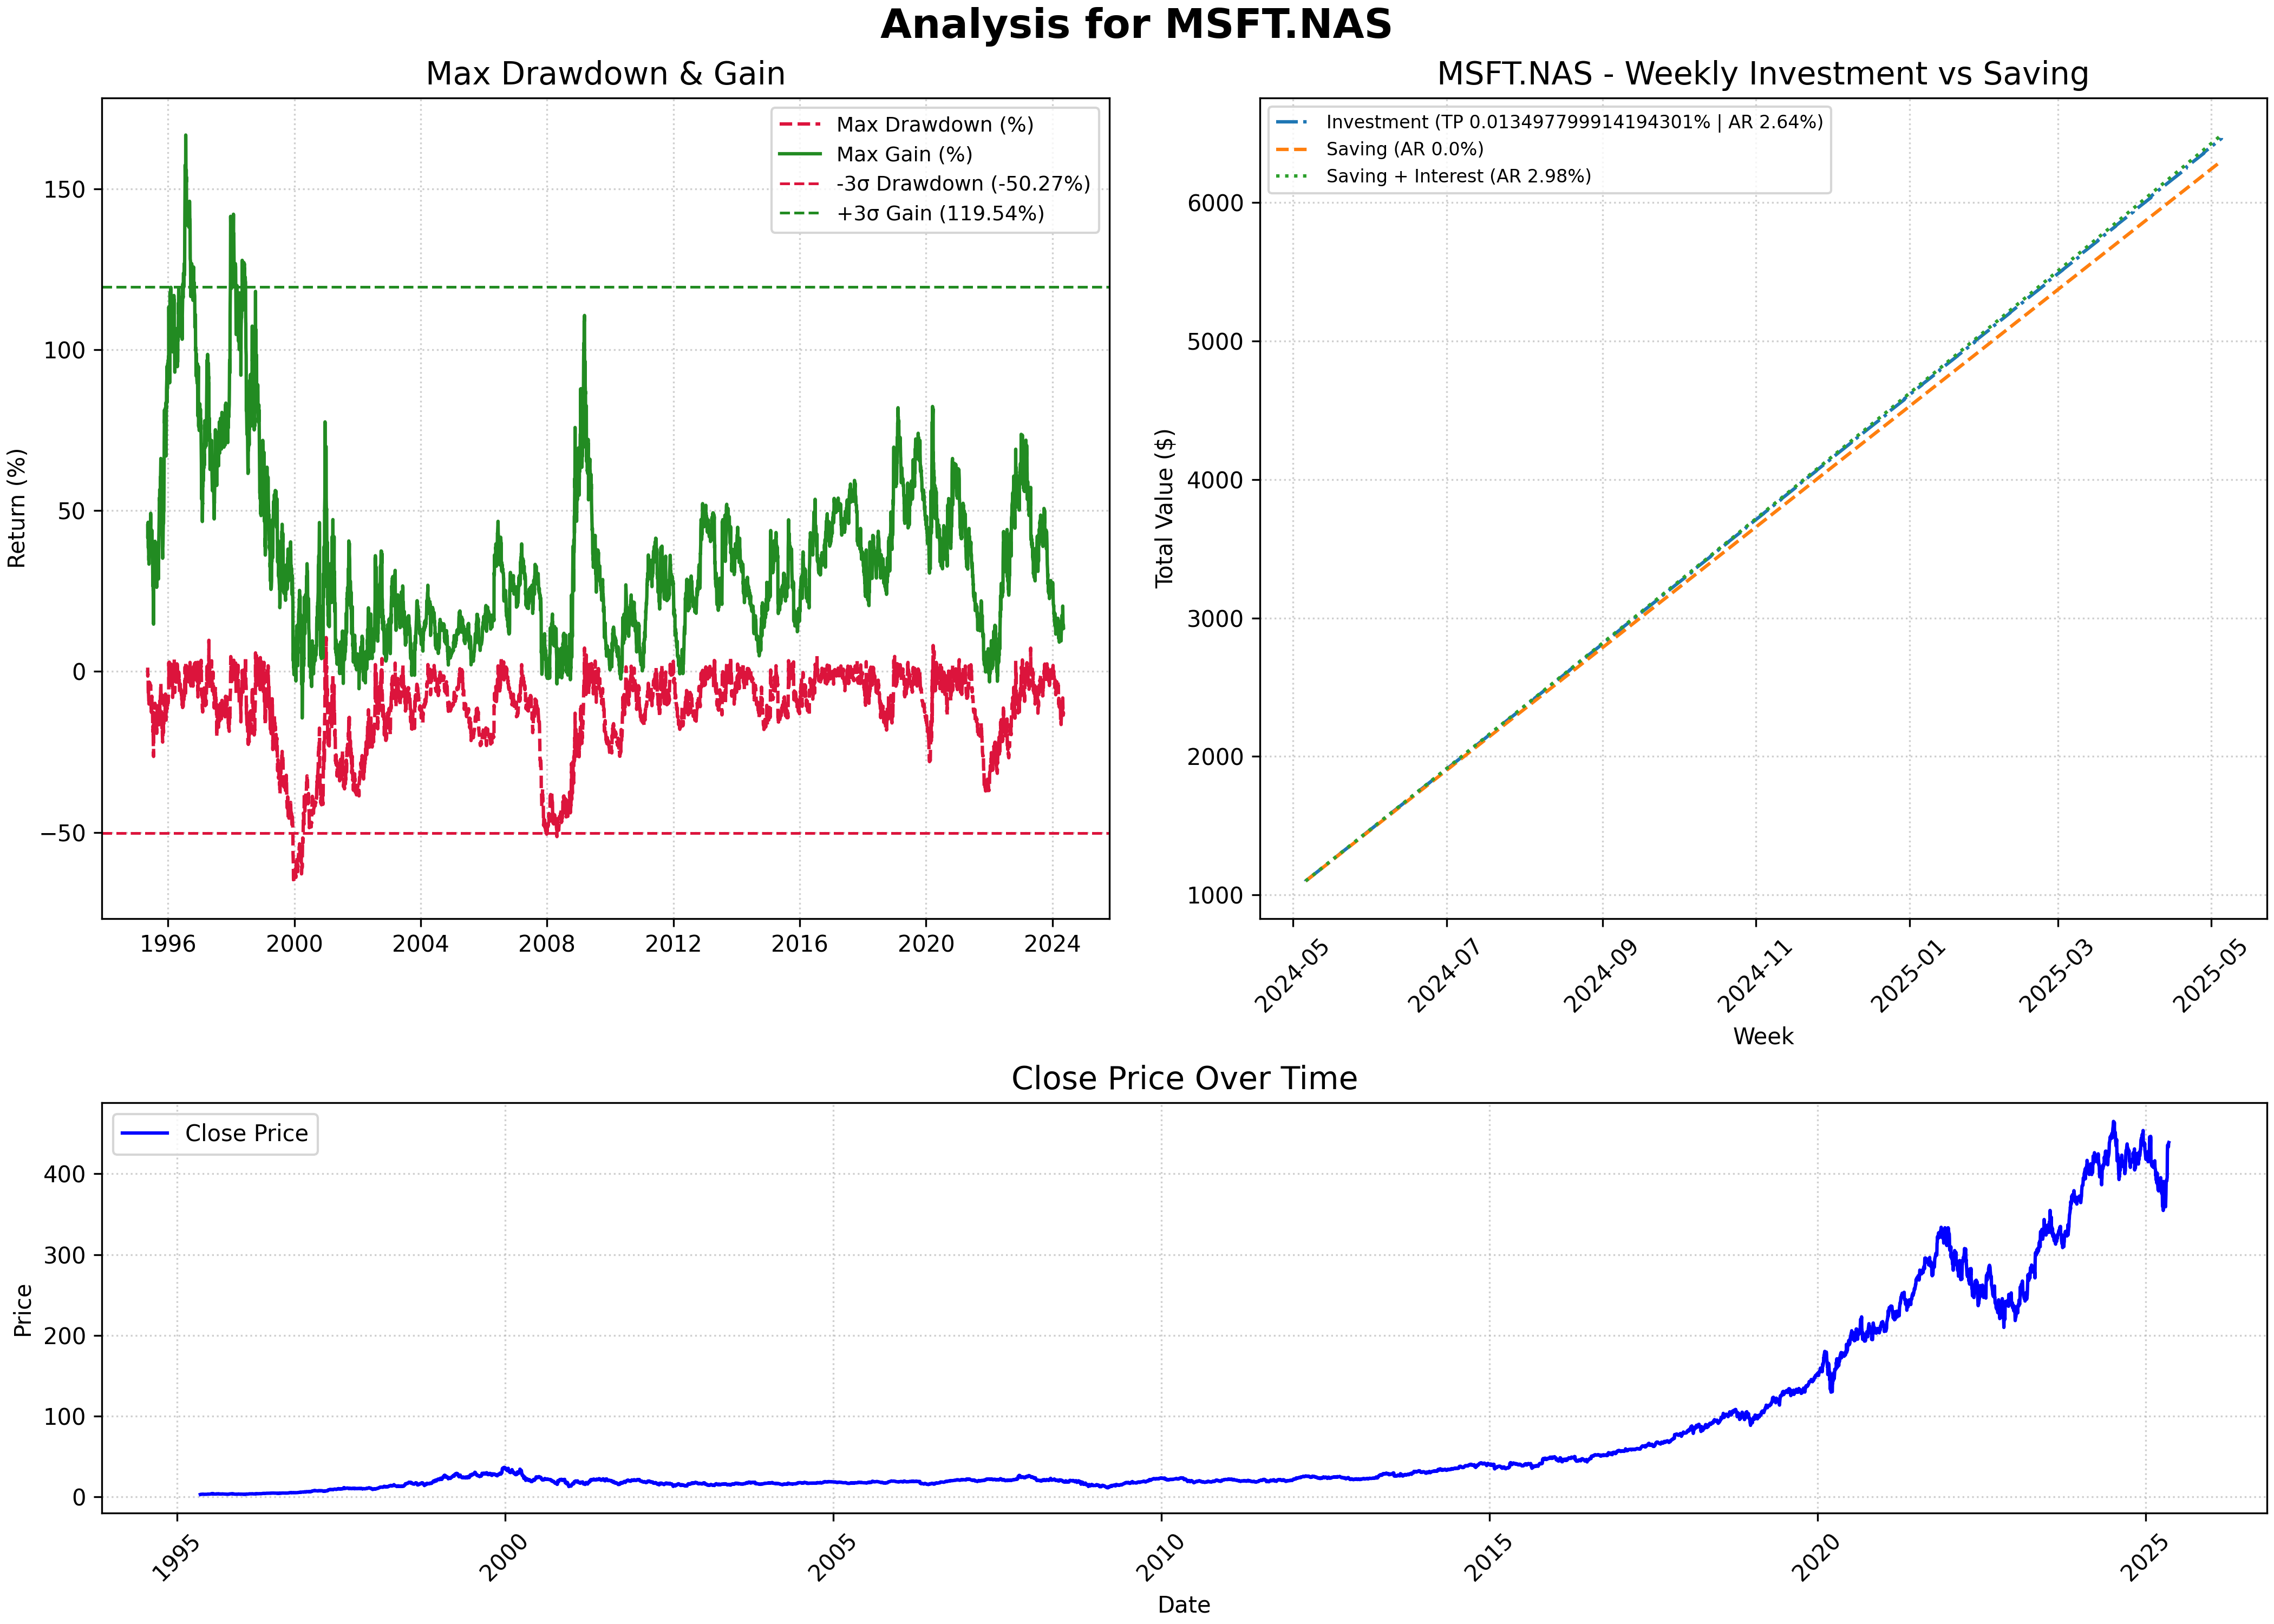 Analysis for MSFT.NAS
Max Drawdown & Gain
Return (%)
150
100
50
0
−50
Max Drawdown (%)
Max Gain (%)
-3σ Drawdown (-50.27%)
+3σ Gain (119.54%)
1996
2000
2004
2008
2012
2016
2020
2024
MSFT.NAS - Weekly Investment vs Saving
Total Value ($)
6000
5000
4000
3000
2000
1000
Investment (TP 0.013497799914194301% | AR 2.64%)
Saving (AR 0.0%)
Saving + Interest (AR 2.98%)
2024-05
2024-07
2024-09
2024-11
2025-01
2025-03
2025-05
Week
Close Price Over Time
Price
400
300
200
100
0
Close Price
1995
2000
2005
2010
2015
2020
2025
Date